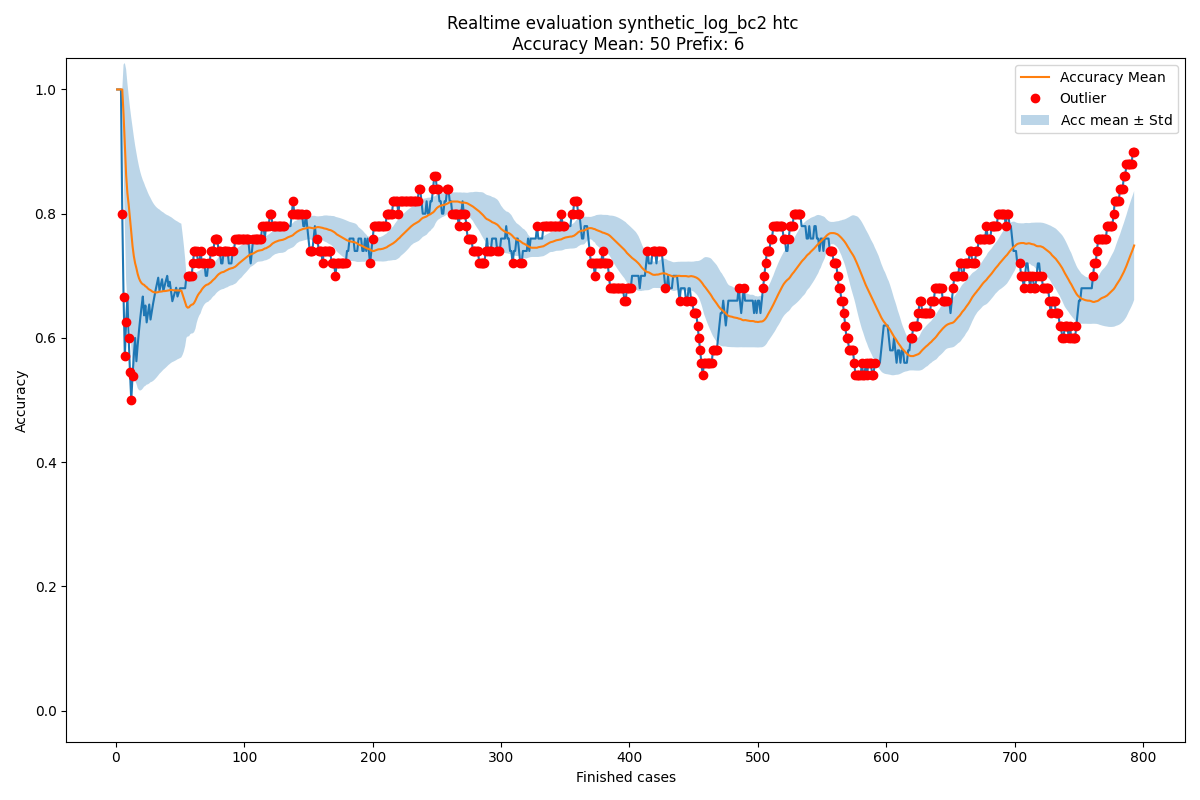 Realtime evaluation synthetic_log_bc2 htc
Accuracy Mean: 50 Prefix: 6
Accuracy Mean
Outlier
Acc mean ± Std
1.0
0.8
0.6
0.4
0.2
0.0
Accuracy
0 100 200 300 400 500 600 700 800
Finished cases